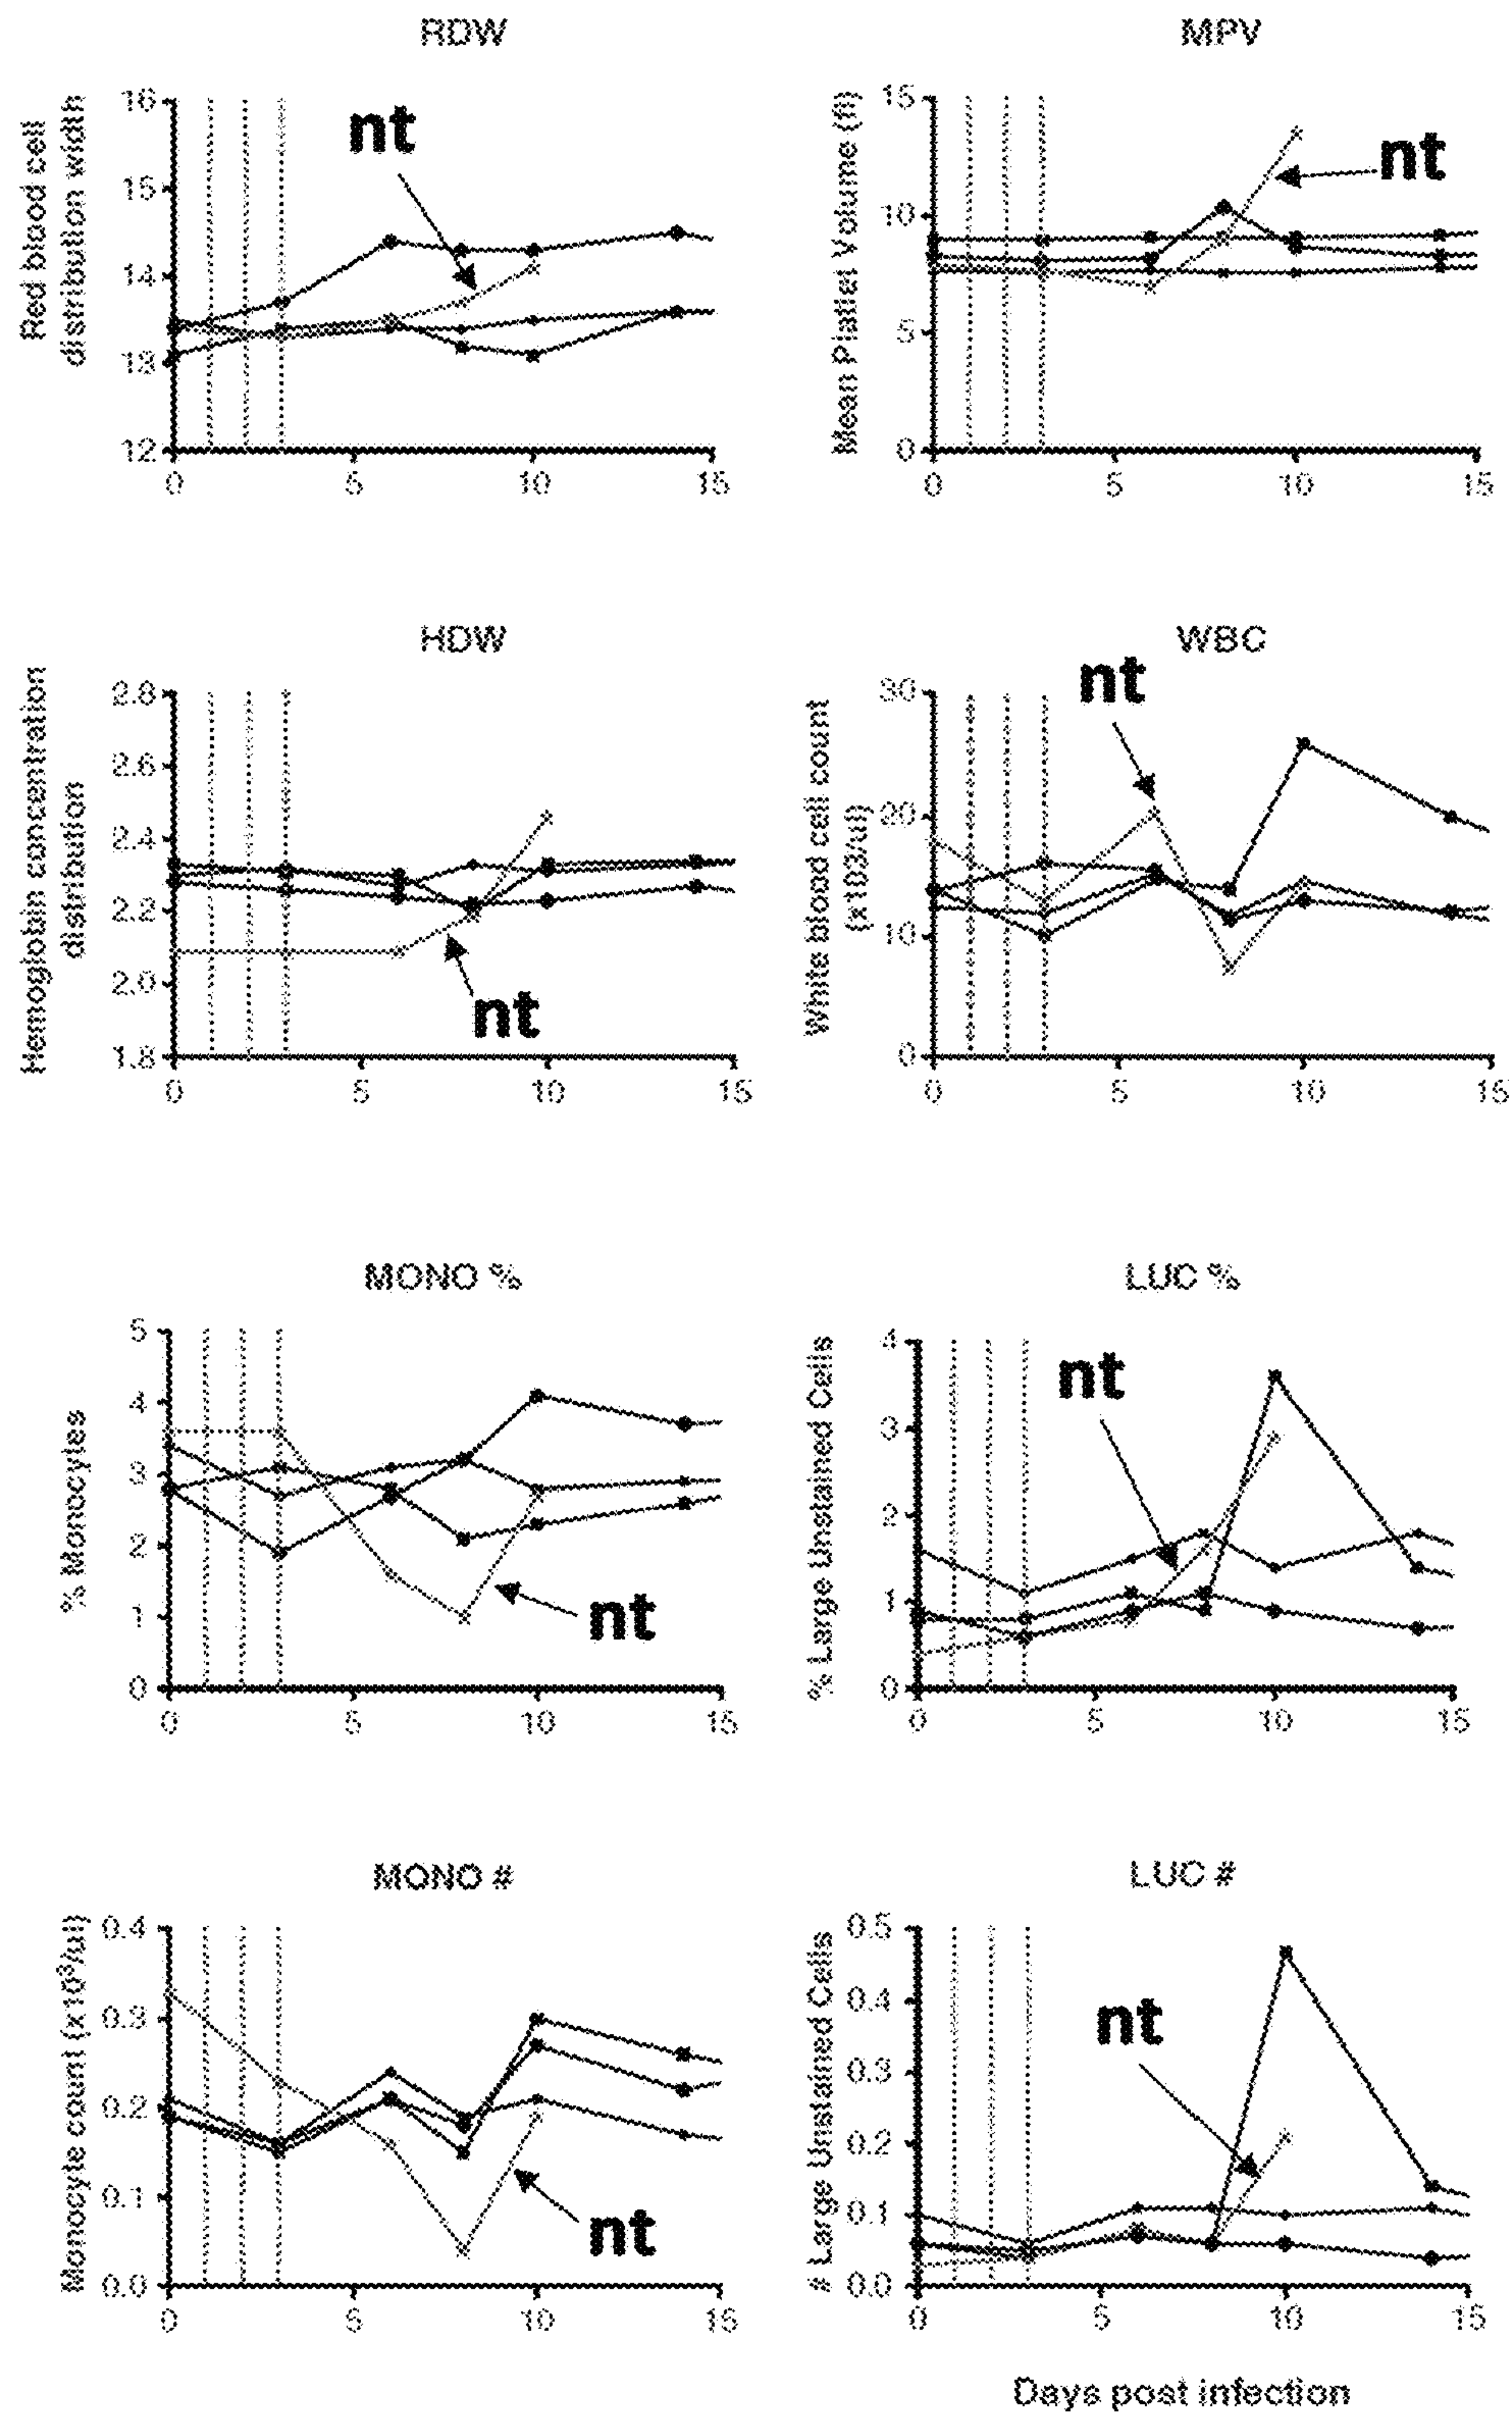 RDW
Red blood cell
distribution width
16
15
14
13
12
0 5 10 15
nt
MPV
Mean Platlet Volume (fl)
15
10
5
0
0 5 10 15
nt
HDW
Hemoglobin concentration
distribution
2.8
2.6
2.4
2.2
2.0
1.8
0 5 10 15
nt
WBC
White blood cell count
(x103/ul)
30
20
10
0
0 5 10 15
nt
MONO %
% Monocytes
5
4
3
2
1
0
0 5 10 15
nt
LUC %
% Large Unstained Cells
4
3
2
1
0
0 5 10 15
nt
MONO #
Monocyte count (x10³/ul)
0.4
0.3
0.2
0.1
0.0
0 5 10 15
nt
LUC #
# Large Unstained Cells
0.5
0.4
0.3
0.2
0.1
0.0
0 5 10 15
nt
Days post infection